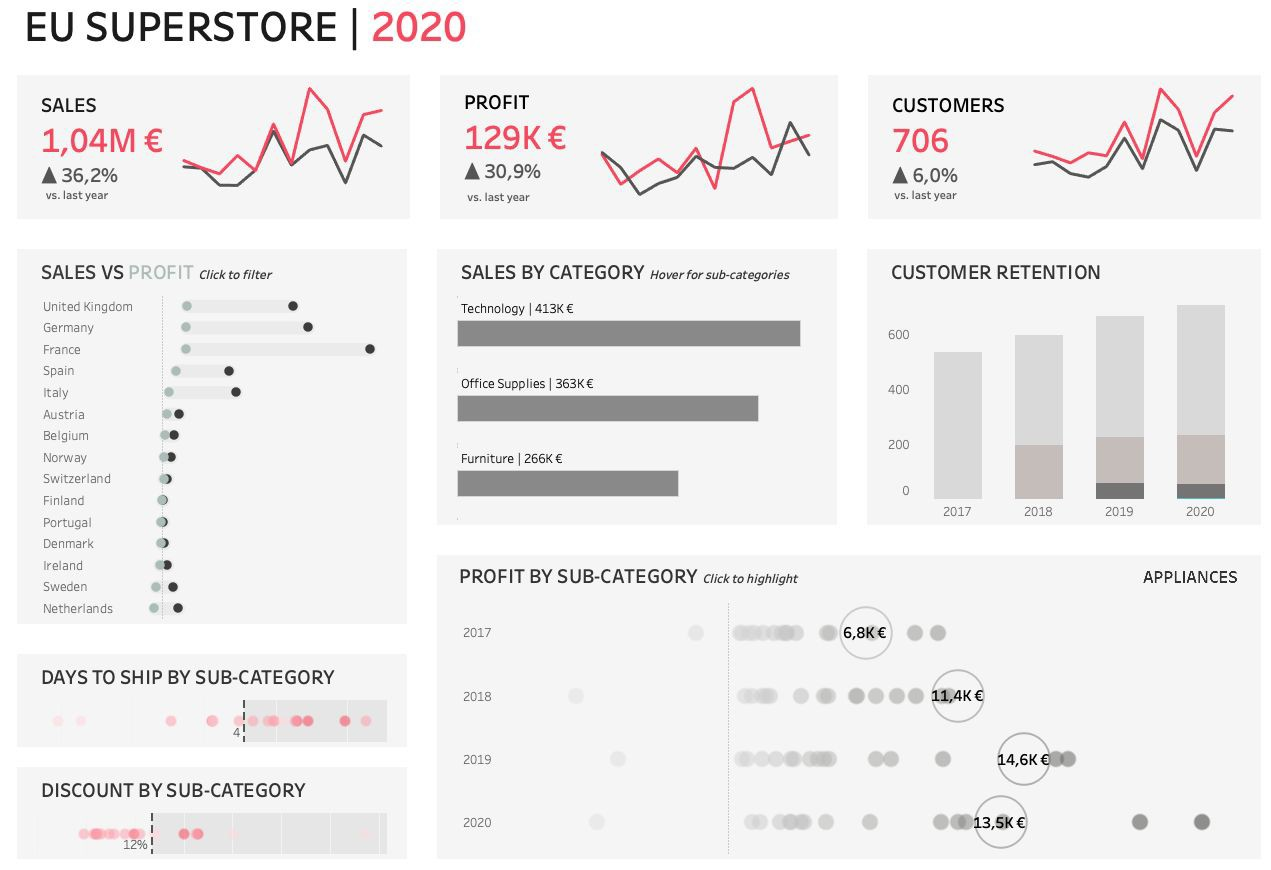 EU SUPERSTORE | 2020
SALES
1,04M €
▲ 36,2%
vs. last year
PROFIT
129K €
▲ 30,9%
vs. last year
CUSTOMERS
706
▲ 6,0%
vs. last year
SALES VS PROFIT Click to filter
United Kingdom
Germany
France
Spain
Italy
Austria
Belgium
Norway
Switzerland
Finland
Portugal
Denmark
Ireland
Sweden
Netherlands
SALES BY CATEGORY Hover for sub-categories
Technology | 413K €
Office Supplies | 363K €
Furniture | 266K €
CUSTOMER RETENTION
600
400
200
0
2017 2018 2019 2020
DAYS TO SHIP BY SUB-CATEGORY
4
DISCOUNT BY SUB-CATEGORY
12%
PROFIT BY SUB-CATEGORY Click to highlight
APPLIANCES
2017 6,8K €
2018 11,4K €
2019 14,6K €
2020 13,5K €